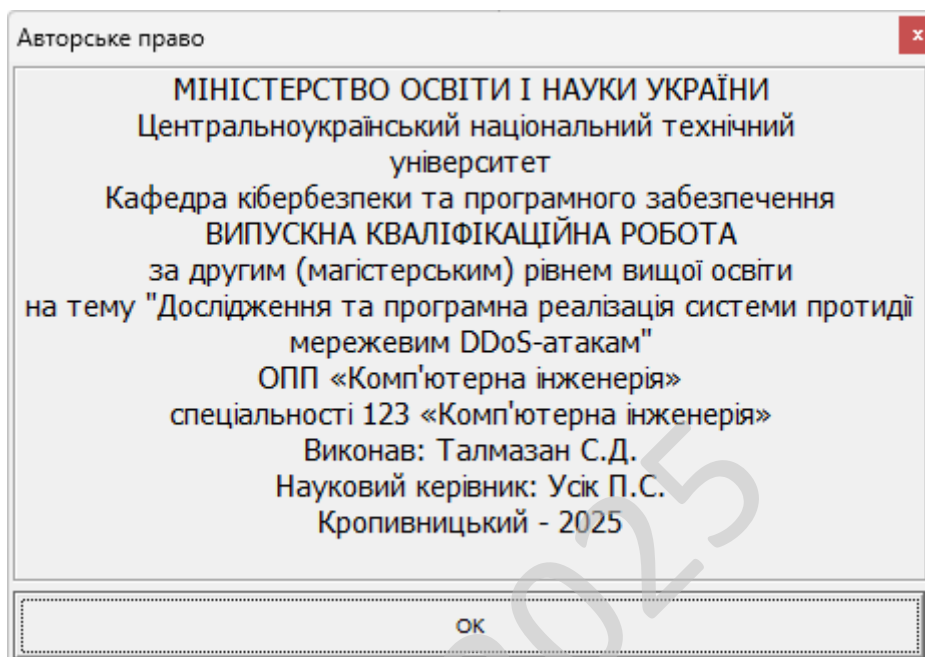 Авторське право
x
МІНІСТЕРСТВО ОСВІТИ І НАУКИ УКРАЇНИ
Центральноукраїнський національний технічний
університет
Кафедра кібербезпеки та програмного забезпечення
ВИПУСКНА КВАЛІФІКАЦІЙНА РОБОТА
за другим (магістерським) рівнем вищої освіти
на тему "Дослідження та програмна реалізація системи протидії
мережевим DDoS-атакам"
ОПП «Комп'ютерна інженерія»
спеціальності 123 «Комп'ютерна інженерія»
Виконав: Талмазан С.Д.
Науковий керівник: Усік П.С.
Кропивницький - 2025
ОК
2025